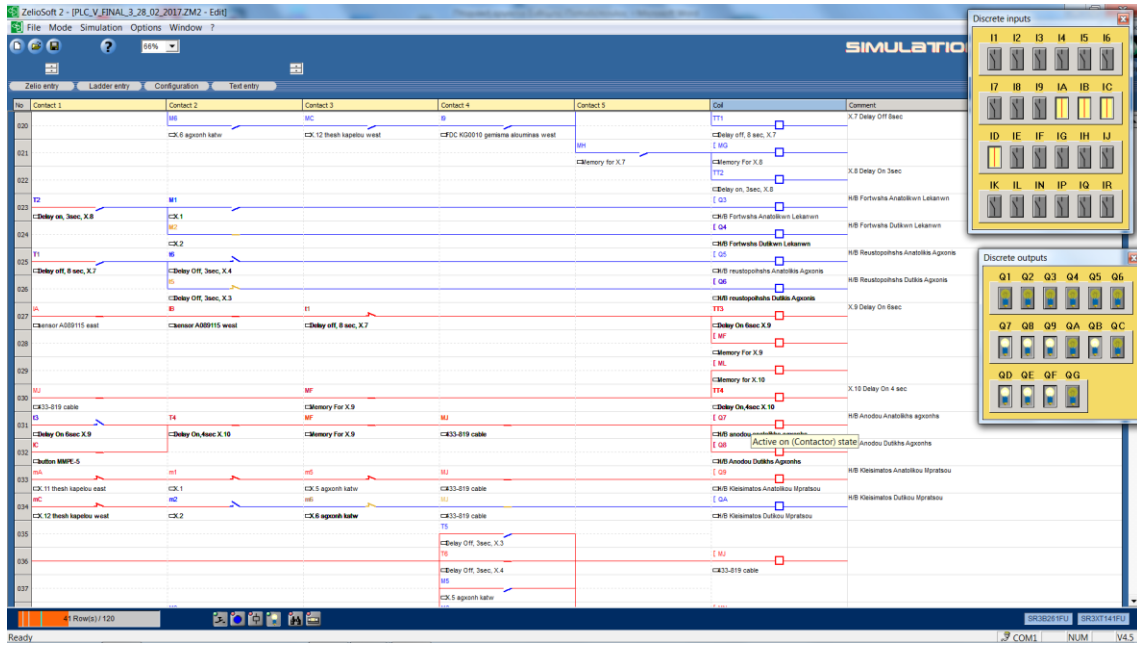 ZelioSoft 2 - [PLC_V_FINAL_3_28_02_2017.ZM2 - Edit]
File Mode Simulation Options Window ?
66%
SIMULATIO
Zelio entry Ladder entry Configuration Text entry
No Contact 1 Contact 2 Contact 3 Contact 4 Contact 5 Coil Comment
M6 MC I9 TT1 X.7 Delay Off 8sec
020
X.6 agxonh katw X.12 thesh kapelou west FDC KG0010 gemisma alouminas west Delay off, 8 sec, X.7
MH [ MG
021
Memory for X.7 Memory For X.8
TT2 X.8 Delay On 3sec
022
Delay on, 3sec, X.8
T2 M1 [ Q3 H/B Fortwshs Anatolikwn Lekanwn
023
Delay on, 3sec, X.8 X.1 H/B Fortwshs Anatolikwn Lekanwn
M2 [ Q4 H/B Fortwshs Dutikwn Lekanwn
024
X.2 H/B Fortwshs Dutikwn Lekanwn
T1 t6 [ Q5 H/B Reustopoihshs Anatolikis Agxonis
025
Delay off, 8 sec, X.7 Delay Off, 3sec, X.4 H/B reustopoihshs Anatolikis Agxonis
t5 [ Q6 H/B Reustopoihshs Dutikis Agxonis
026
Delay Off, 3sec, X.3 H/B reustopoihshs Dutikis Agxonis
IA IB t1 TT3 X.9 Delay On 6sec
027
sensor A089115 east sensor A089115 west Delay off, 8 sec, X.7 Delay On 6sec X.9
[ MF
028
Memory For X.9
[ ML
029
Memory for X.10
MJ MF TT4 X.10 Delay On 4 sec
030
433-819 cable Memory For X.9 Delay On,4sec X.10
t3 T4 MF MJ [ Q7 H/B Anodou Anatolikhs agxonhs
031
Delay On 6sec X.9 Delay On,4sec X.10 Memory For X.9 433-819 cable H/B anodou anatolikhs agxonhs
Active on (Contactor) state
IC [ Q8 Anodou Dutikhs Agxonhs
032
button MMPE-5 H/B Anodou Dutikhs Agxonhs
mA m1 m5 MJ [ Q9 H/B Kleisimatos Anatolikou Mpratsou
033
X.11 thesh kapelou east X.1 X.5 agxonh katw 433-819 cable H/B Kleisimatos Anatolikou Mpratsou
mC m2 m6 MJ [ QA H/B Kleisimatos Dutikou Mpratsou
034
X.12 thesh kapelou west X.2 X.6 agxonh katw 433-819 cable H/B Kleisimatos Dutikou Mpratsou
T5
035
Delay Off, 3sec, X.3
T6 [ MJ
036
Delay Off, 3sec, X.4 433-819 cable
M5
037
X.5 agxonh katw
41 Row(s) / 120
SR3B261FU SR3XT141FU
Ready
COM1 NUM V4.5
Discrete inputs
I1 I2 I3 I4 I5 I6
I7 I8 I9 IA IB IC
ID IE IF IG IH IJ
IK IL IN IP IQ IR
Discrete outputs
Q1 Q2 Q3 Q4 Q5 Q6
Q7 Q8 Q9 QA QB QC
QD QE QF QG